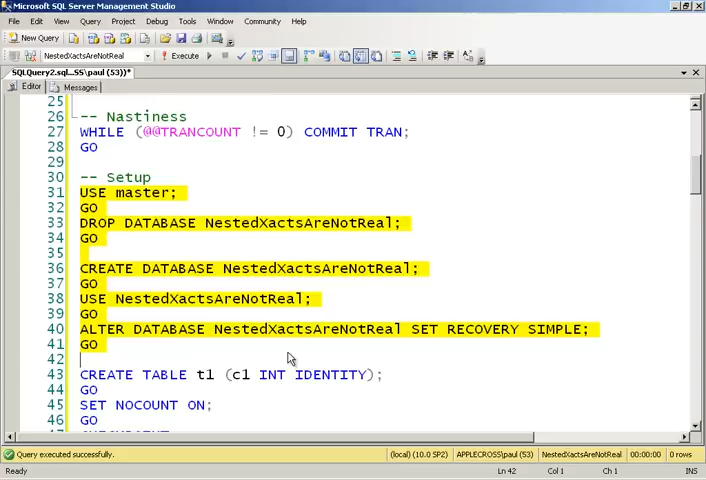 Microsoft SQL Server Management Studio
File Edit View Query Project Debug Tools Window Community Help
New Query
NestedXactsAreNotReal Execute
SQLQuery2.sql...SS\paul (53))*
Editor Messages
25
26 -- Nastiness
27 WHILE (@@TRANCOUNT != 0) COMMIT TRAN;
28 GO
29
30 -- Setup
31 USE master;
32 GO
33 DROP DATABASE NestedXactsAreNotReal;
34 GO
35
36 CREATE DATABASE NestedXactsAreNotReal;
37 GO
38 USE NestedXactsAreNotReal;
39 GO
40 ALTER DATABASE NestedXactsAreNotReal SET RECOVERY SIMPLE;
41 GO
42
43 CREATE TABLE t1 (c1 INT IDENTITY);
44 GO
45 SET NOCOUNT ON;
46 GO
Query executed successfully. (local) (10.0 SP2) APPLECROSS\paul (53) NestedXactsAreNotReal 00:00:00 0 rows
Ready Ln 42 Col 1 Ch 1 INS